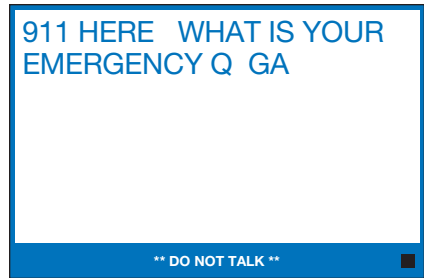 911 HERE   WHAT IS YOUR
EMERGENCY Q  GA
** DO NOT TALK **